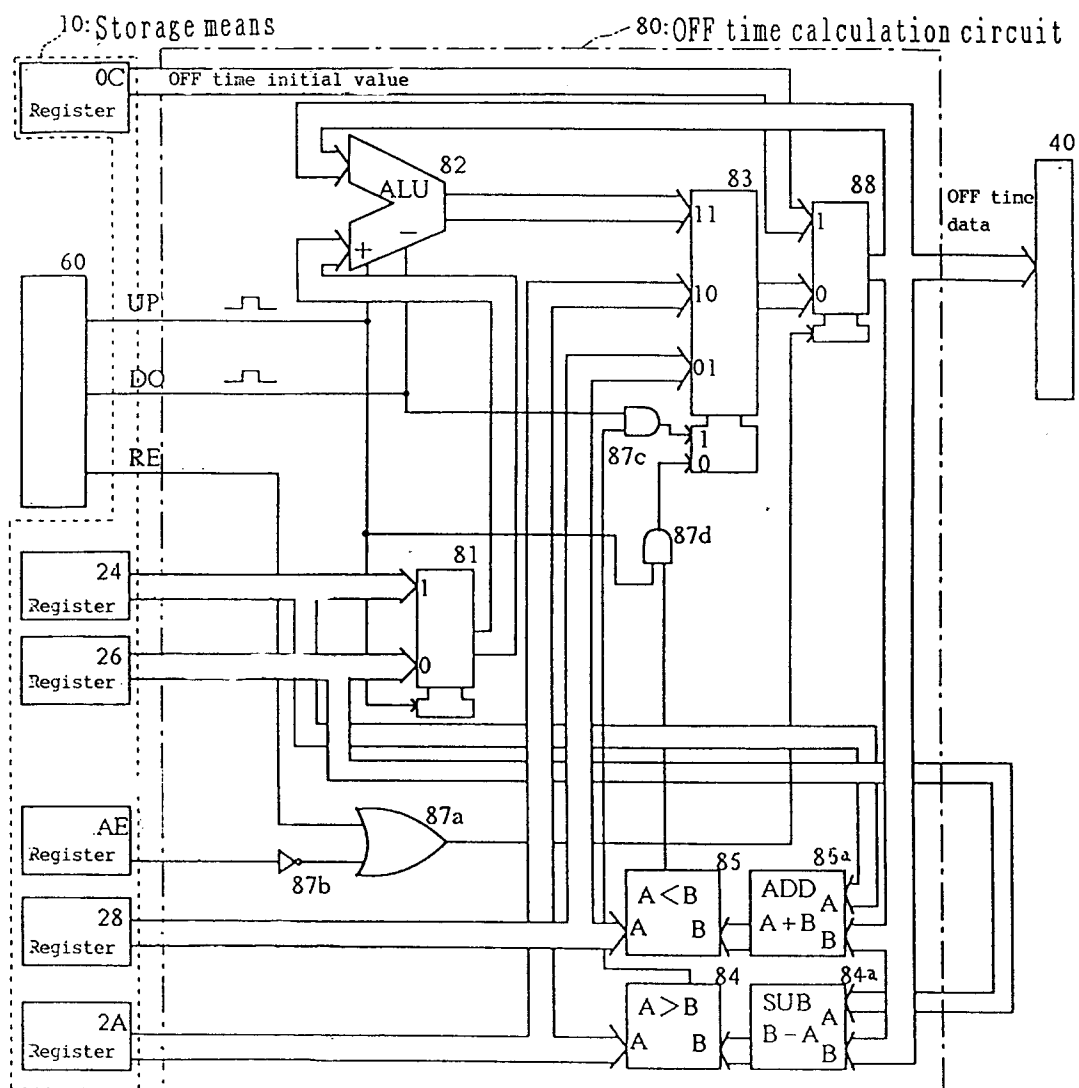 10:Storage means
80:OFF time calculation circuit
0C
Register
OFF time initial value
40
82
ALU
+
−
83
11
10
01
1
0
88
1
0
OFF time
data
60
UP
DO
RE
87c
87d
24
Register
26
Register
81
1
0
AE
Register
87a
87b
28
Register
85
A<B
A
B
85a
ADD
A
A+B
B
2A
Register
84
A>B
A
B
84a
SUB
A
B-A
B